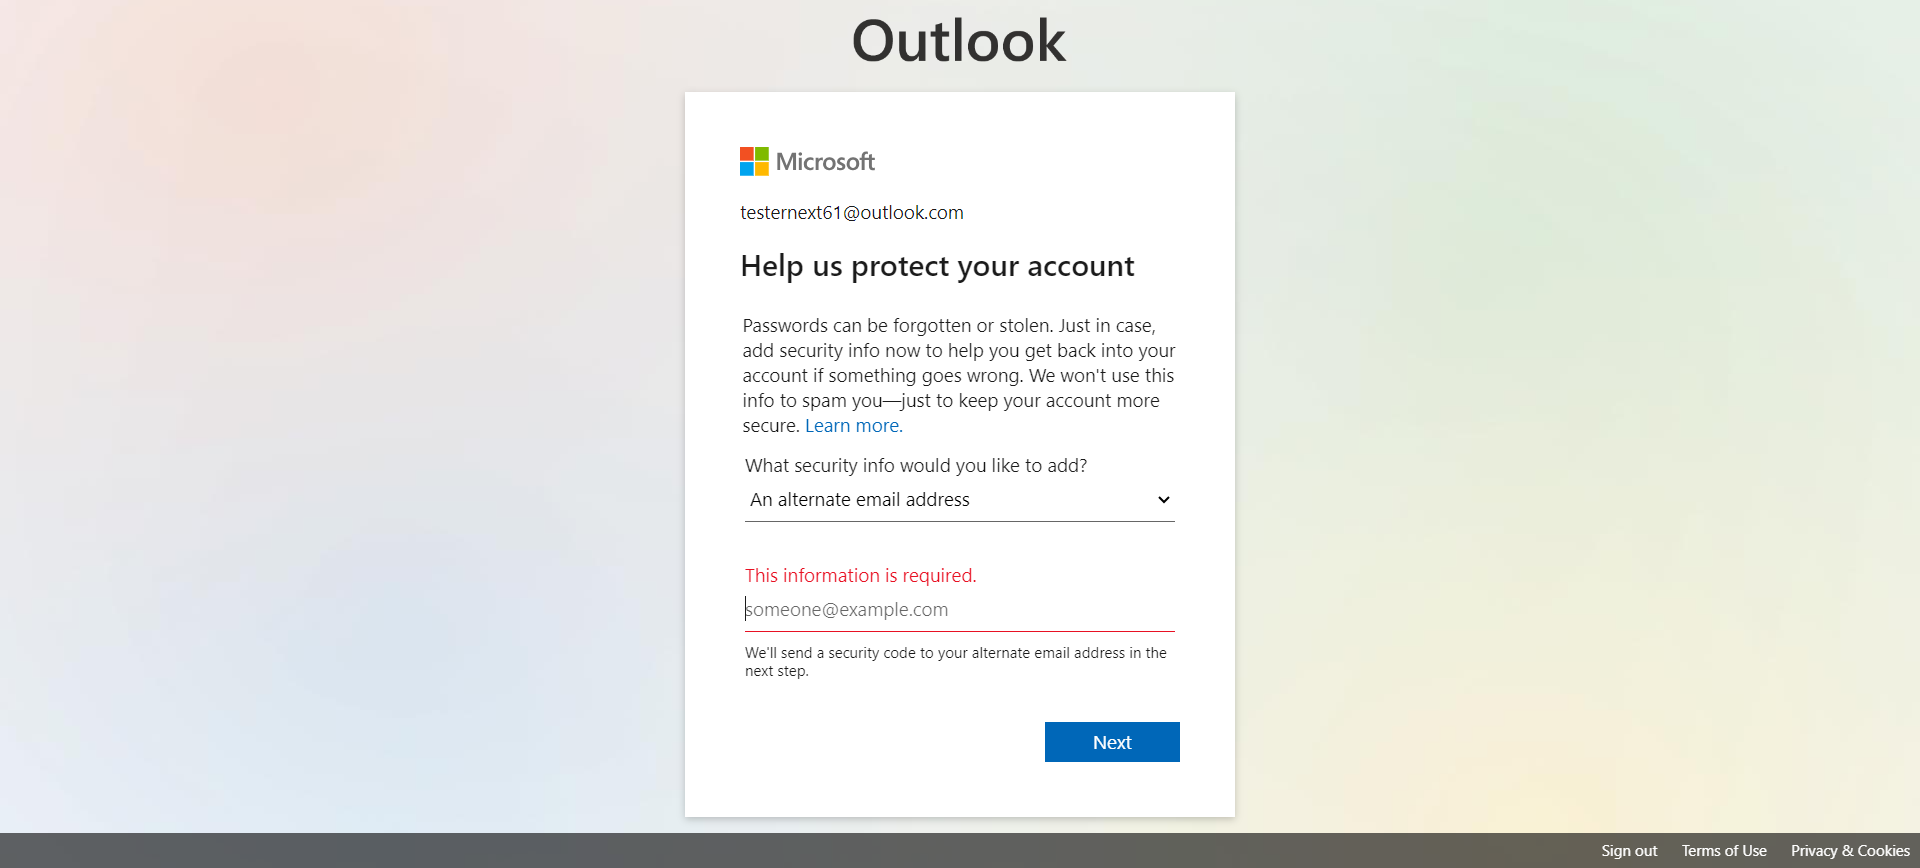 Outlook
Microsoft
testernext61@outlook.com
Help us protect your account
Passwords can be forgotten or stolen. Just in case,
add security info now to help you get back into your
account if something goes wrong. We won't use this
info to spam you—just to keep your account more
secure. Learn more.
What security info would you like to add?
An alternate email address
This information is required.
someone@example.com
We'll send a security code to your alternate email address in the
next step.
Next
Sign out Terms of Use Privacy & Cookies